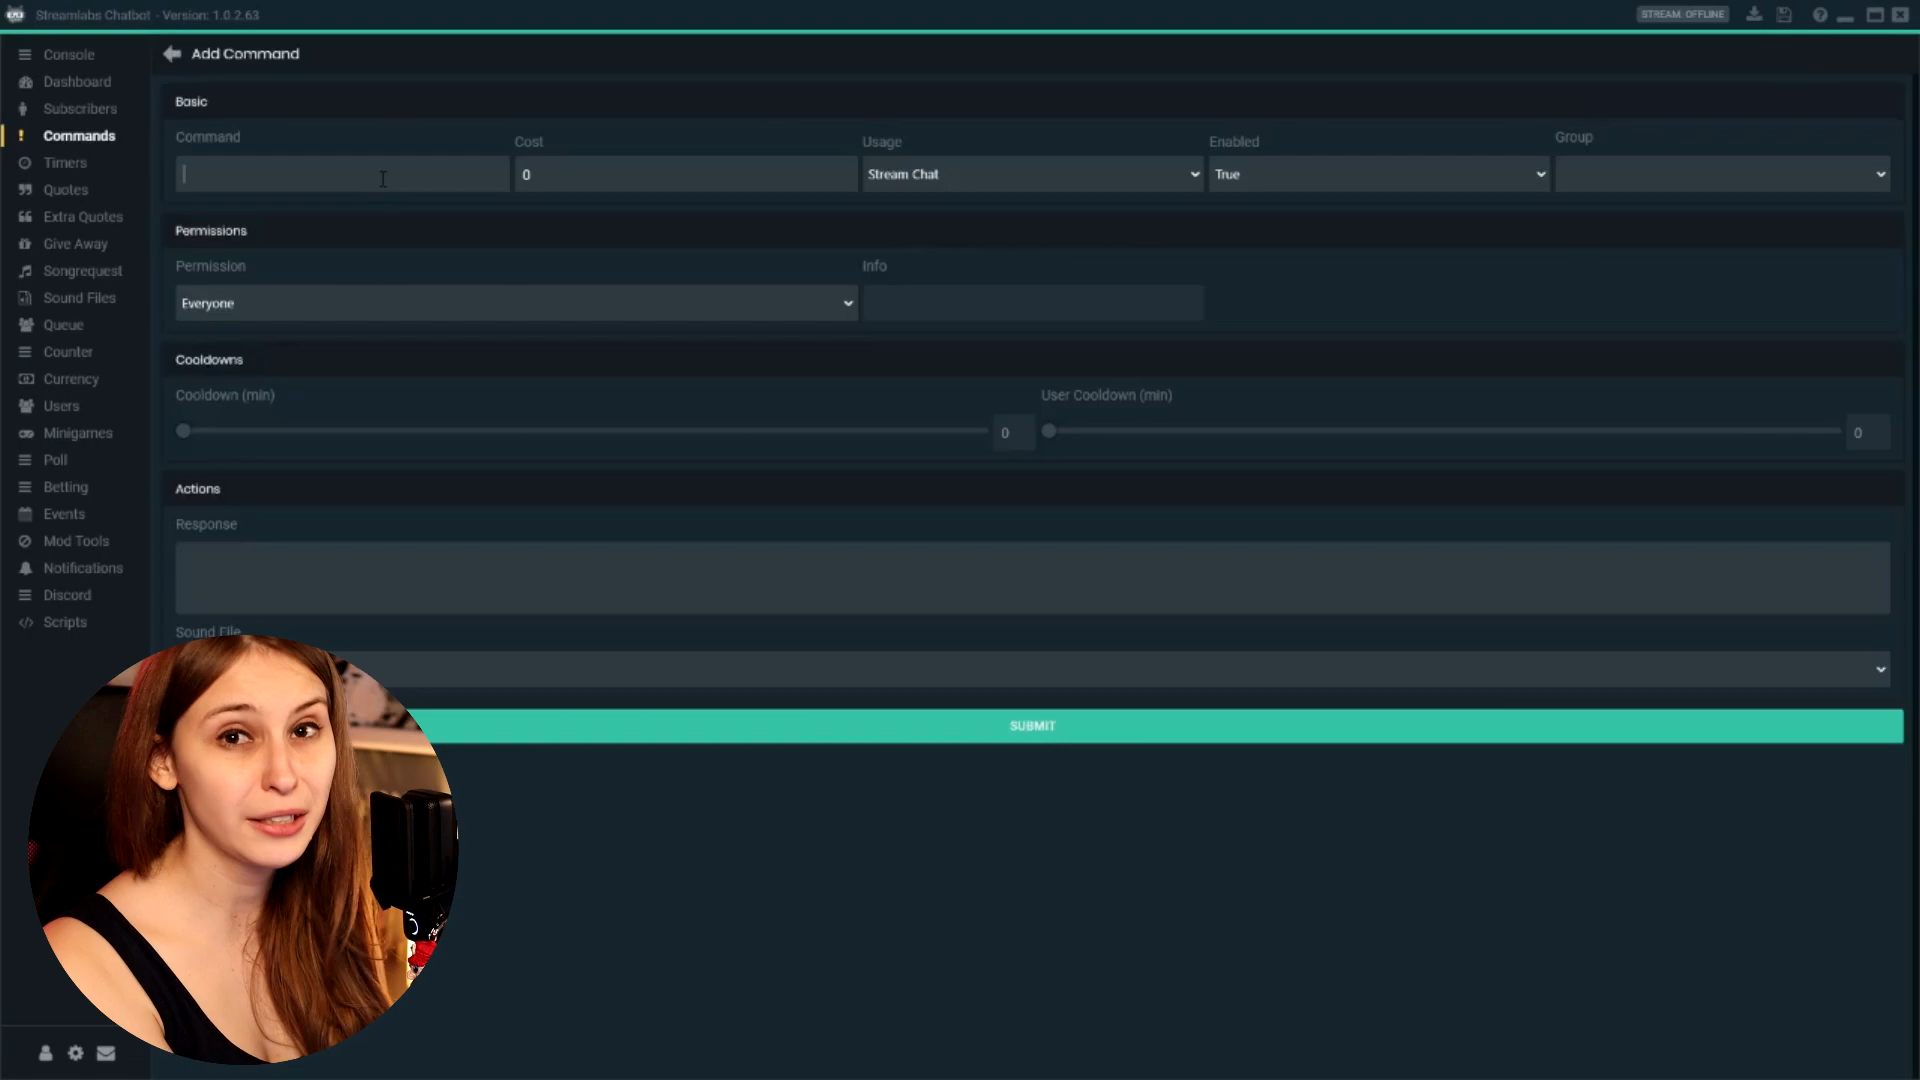 Streamlabs Chatbot - Version: 1.0.2.63
STREAM: OFFLINE
Console
Dashboard
Subscribers
Commands
Timers
Quotes
Extra Quotes
Give Away
Songrequest
Sound Files
Queue
Counter
Currency
Users
Minigames
Poll
Betting
Events
Mod Tools
Notifications
Discord
Scripts
Add Command
Basic
Command
Cost
Usage
Enabled
Group
0
Stream Chat
True
Permissions
Permission
Info
Everyone
Cooldowns
Cooldown (min)
User Cooldown (min)
0
0
Actions
Response
Sound File
SUBMIT